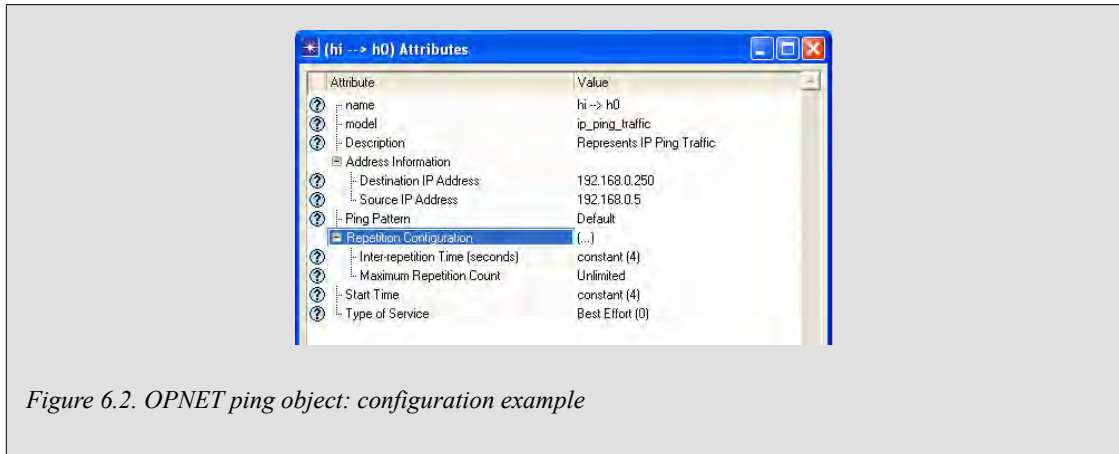 (hi --> h0) Attributes
Attribute Value
name hi --> h0
model ip_ping_traffic
Description Represents IP Ping Traffic
Address Information
Destination IP Address 192.168.0.250
Source IP Address 192.168.0.5
Ping Pattern Default
Repetition Configuration (...)
Inter-repetition Time (seconds) constant (4)
Maximum Repetition Count Unlimited
Start Time constant (4)
Type of Service Best Effort (0)
Figure 6.2. OPNET ping object: configuration example